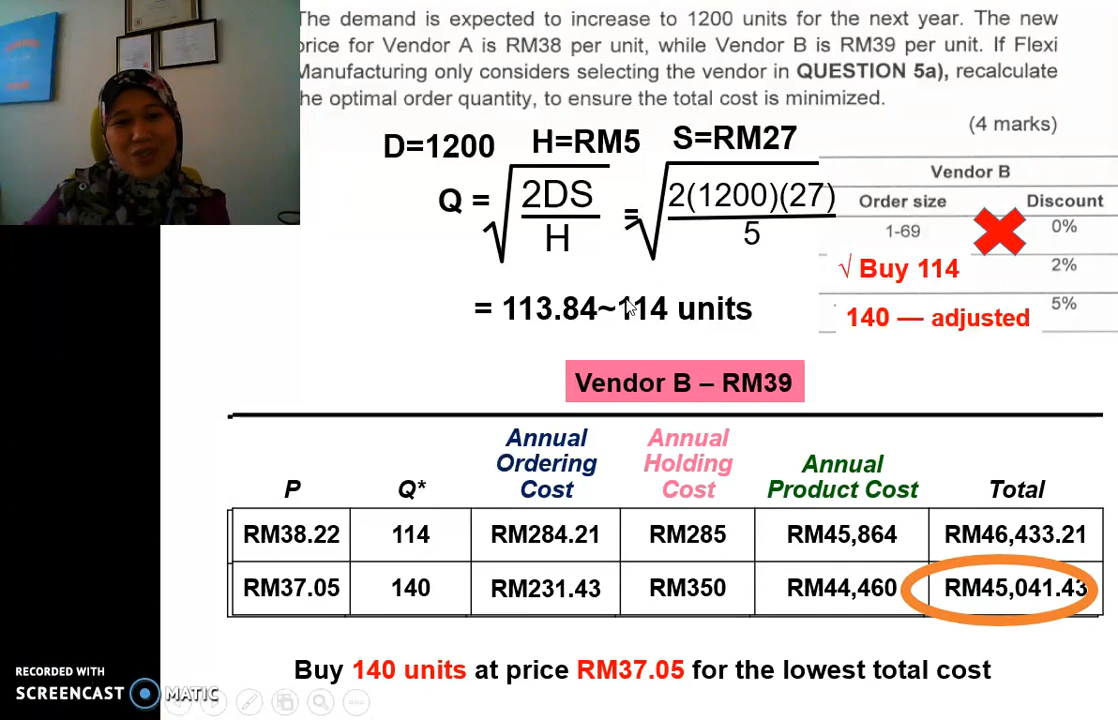 The demand is expected to increase to 1200 units for the next year. The new
price for Vendor A is RM38 per unit, while Vendor B is RM39 per unit. If Flexi
Manufacturing only considers selecting the vendor in QUESTION 5a), recalculate
the optimal order quantity, to ensure the total cost is minimized.
(4 marks)
D=1200 H=RM5 S=RM27
Q = √ 2DS / H = √ 2(1200)(27) / 5
= 113.84~114 units
Vendor B
Order size Discount
1-69 0%
√ Buy 114 2%
140 — adjusted 5%
Vendor B – RM39
P Q* Annual Ordering Cost Annual Holding Cost Annual Product Cost Total
RM38.22 114 RM284.21 RM285 RM45,864 RM46,433.21
RM37.05 140 RM231.43 RM350 RM44,460 RM45,041.43
Buy 140 units at price RM37.05 for the lowest total cost
RECORDED WITH
SCREENCAST MATIC